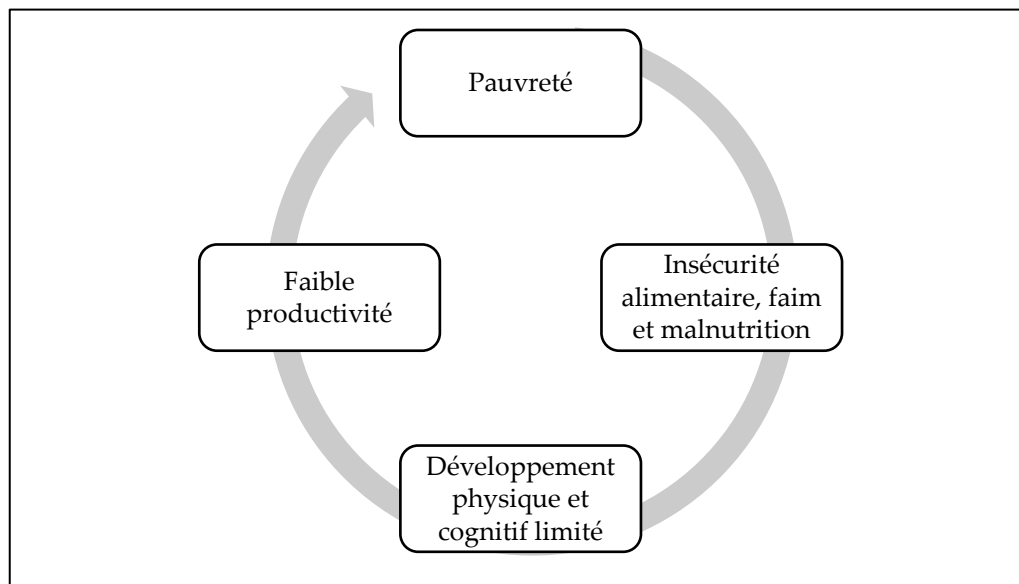 Pauvreté
Insécurité
alimentaire, faim
et malnutrition
Développement
physique et
cognitif limité
Faible
productivité